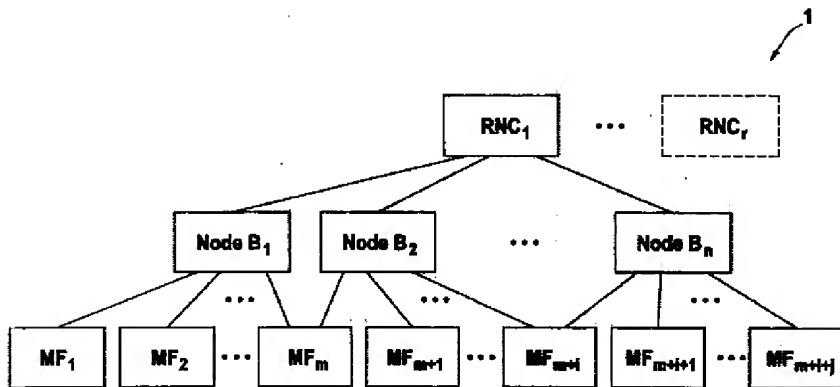 1
RNC₁ ••• RNCᵣ
Node B₁ Node B₂ ••• Node Bₙ
••• ••• •••
MF₁ MF₂ ••• MFₘ MFₘ₊₁ ••• MFₘ₊ᵢ MFₘ₊ᵢ₊₁ ••• MFₘ₊ᵢ₊ⱼ